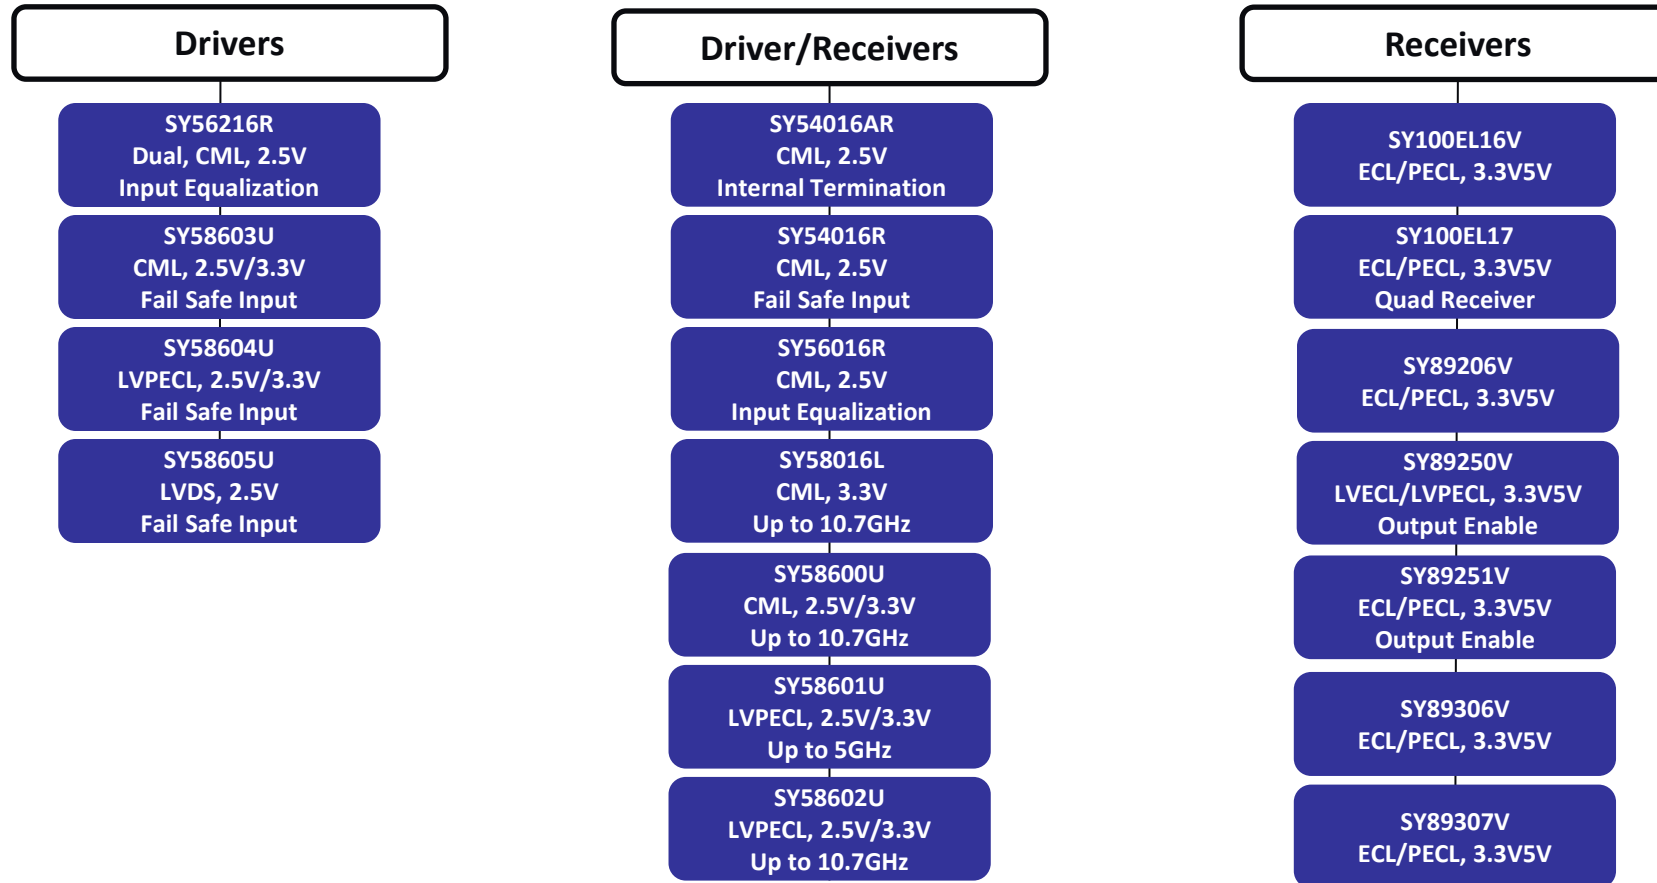 Drivers
SY56216R
Dual, CML, 2.5V
Input Equalization
SY58603U
CML, 2.5V/3.3V
Fail Safe Input
SY58604U
LVPECL, 2.5V/3.3V
Fail Safe Input
SY58605U
LVDS, 2.5V
Fail Safe Input
Driver/Receivers
SY54016AR
CML, 2.5V
Internal Termination
SY54016R
CML, 2.5V
Fail Safe Input
SY56016R
CML, 2.5V
Input Equalization
SY58016L
CML, 3.3V
Up to 10.7GHz
SY58600U
CML, 2.5V/3.3V
Up to 10.7GHz
SY58601U
LVPECL, 2.5V/3.3V
Up to 5GHz
SY58602U
LVPECL, 2.5V/3.3V
Up to 10.7GHz
Receivers
SY100EL16V
ECL/PECL, 3.3V5V
SY100EL17
ECL/PECL, 3.3V5V
Quad Receiver
SY89206V
ECL/PECL, 3.3V5V
SY89250V
LVECL/LVPECL, 3.3V5V
Output Enable
SY89251V
ECL/PECL, 3.3V5V
Output Enable
SY89306V
ECL/PECL, 3.3V5V
SY89307V
ECL/PECL, 3.3V5V